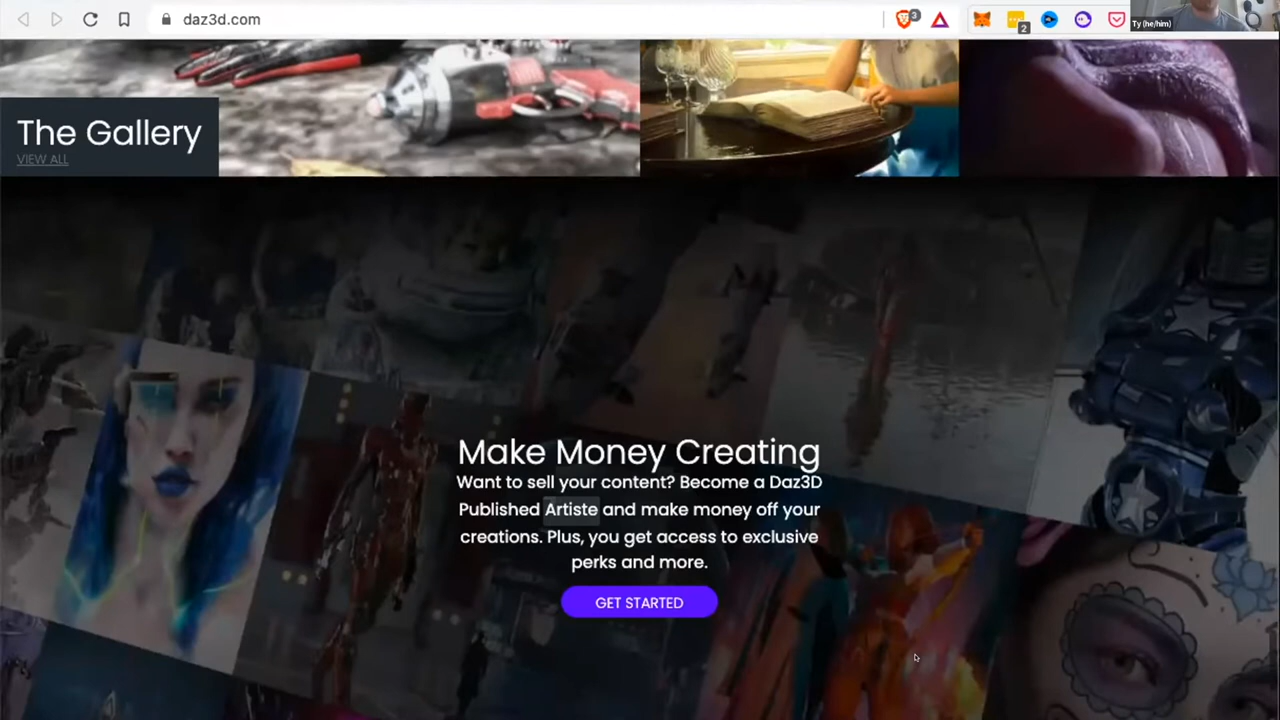 daz3d.com
3
2
Ty (he/him)
The Gallery
VIEW ALL
Make Money Creating
Want to sell your content? Become a Daz3D
Published Artiste and make money off your
creations. Plus, you get access to exclusive
perks and more.
GET STARTED